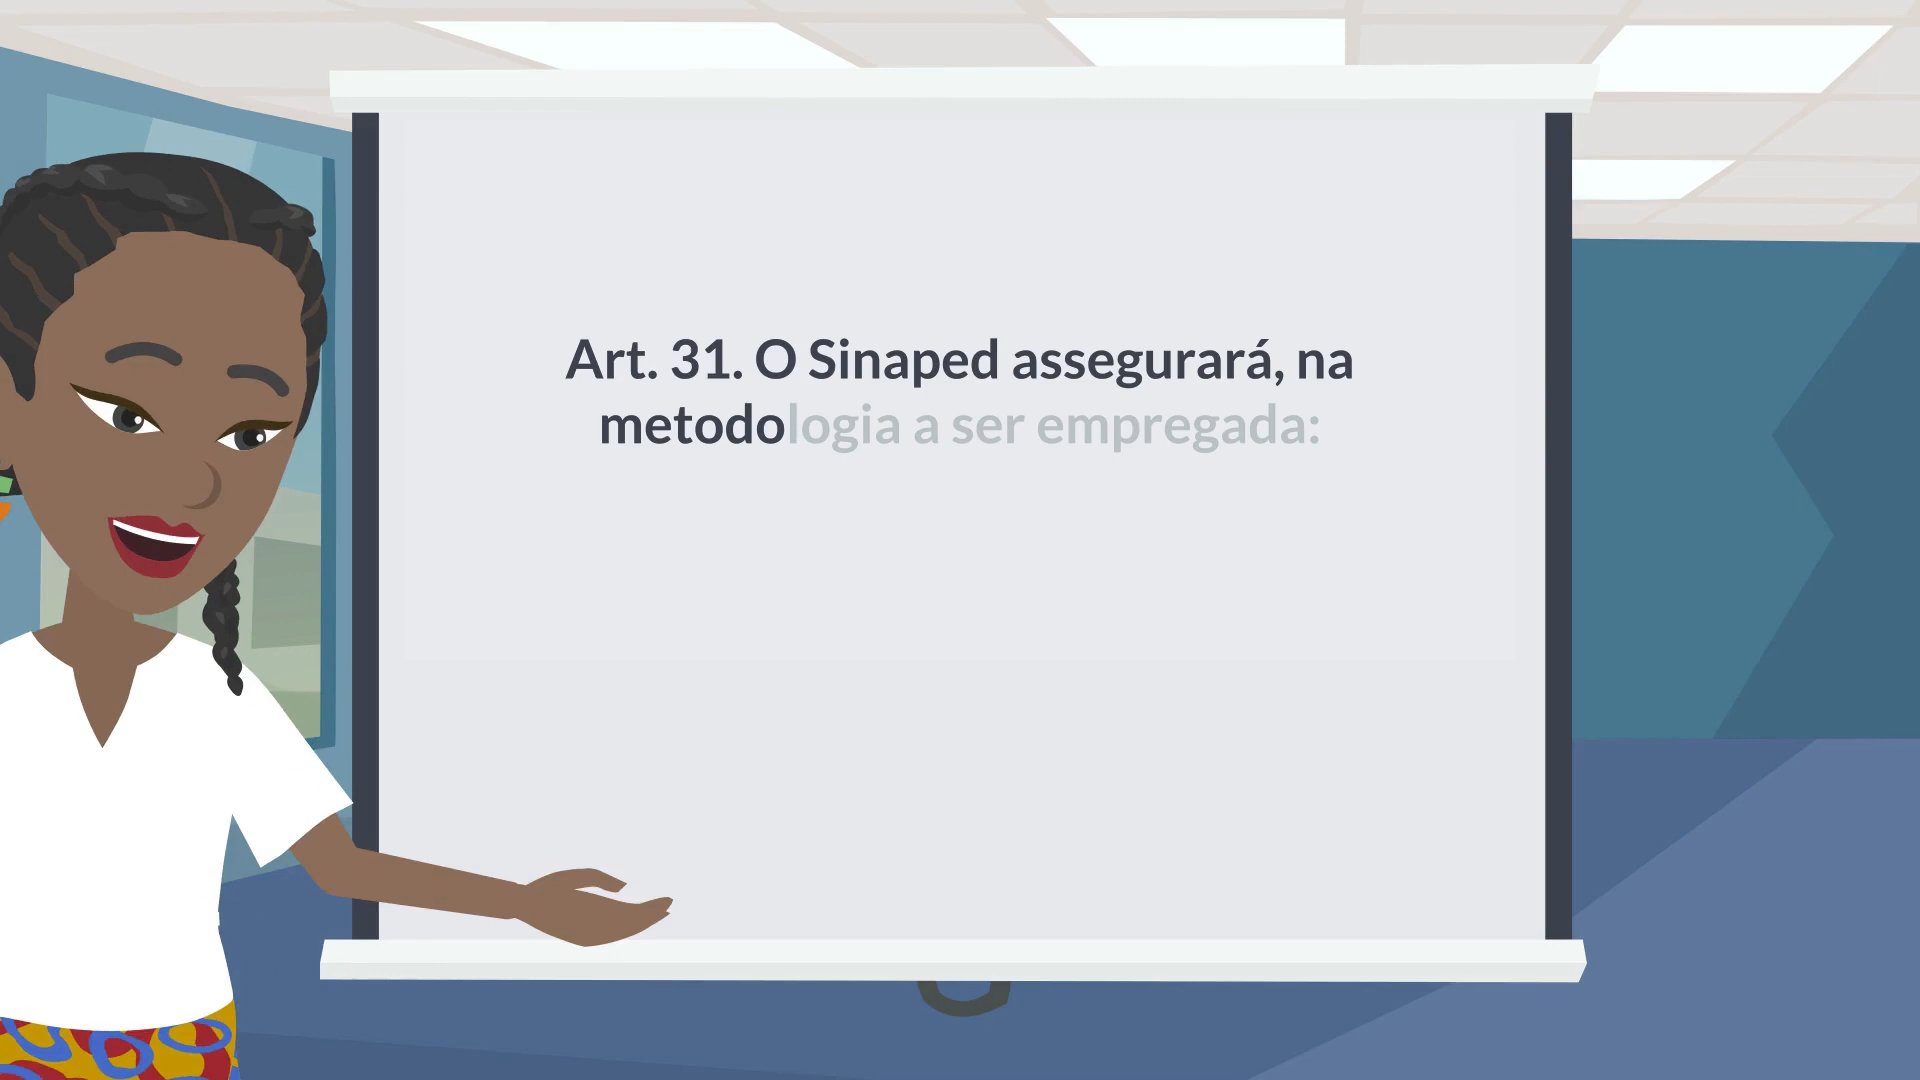 Art. 31. O Sinaped assegurará, na
metodologia a ser empregada: